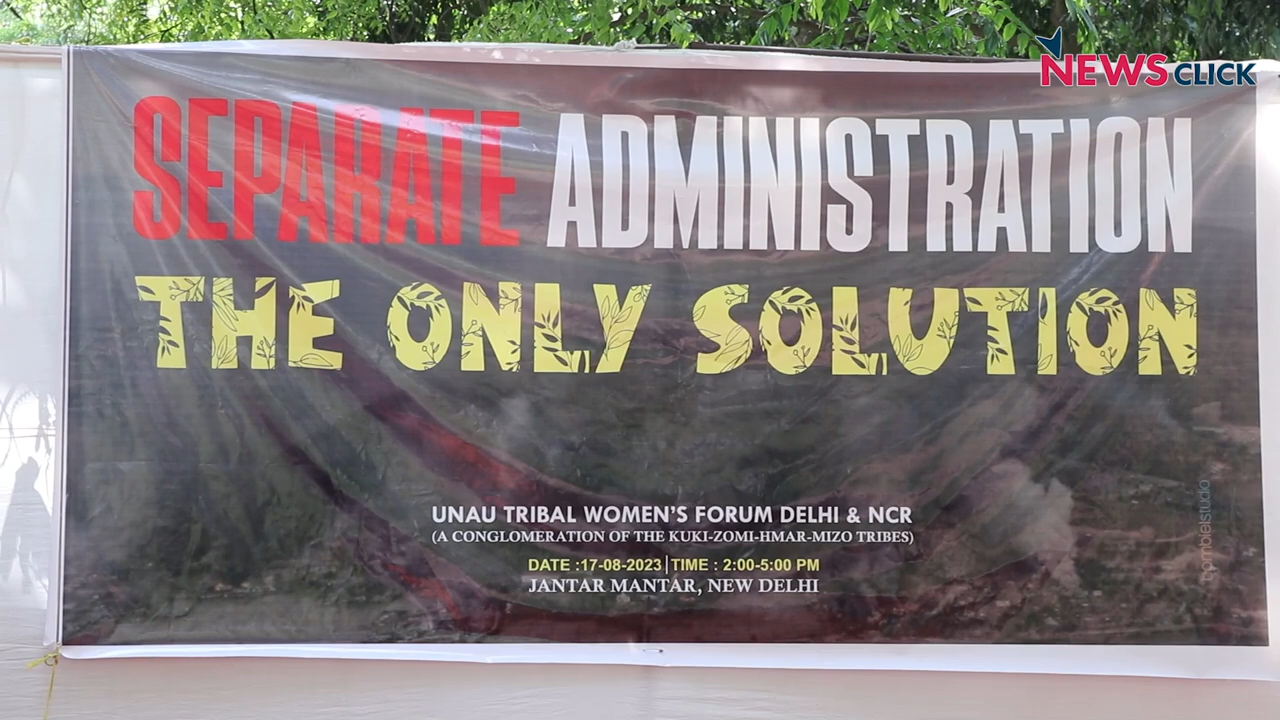 NEWSCLICK
SEPARATE ADMINISTRATION
THE ONLY SOLUTION
UNAU TRIBAL WOMEN'S FORUM DELHI & NCR
(A CONGLOMERATION OF THE KUKI-ZOMI-HMAR-MIZO TRIBES)
DATE :17-08-2023|TIME : 2:00-5:00 PM
JANTAR MANTAR, NEW DELHI